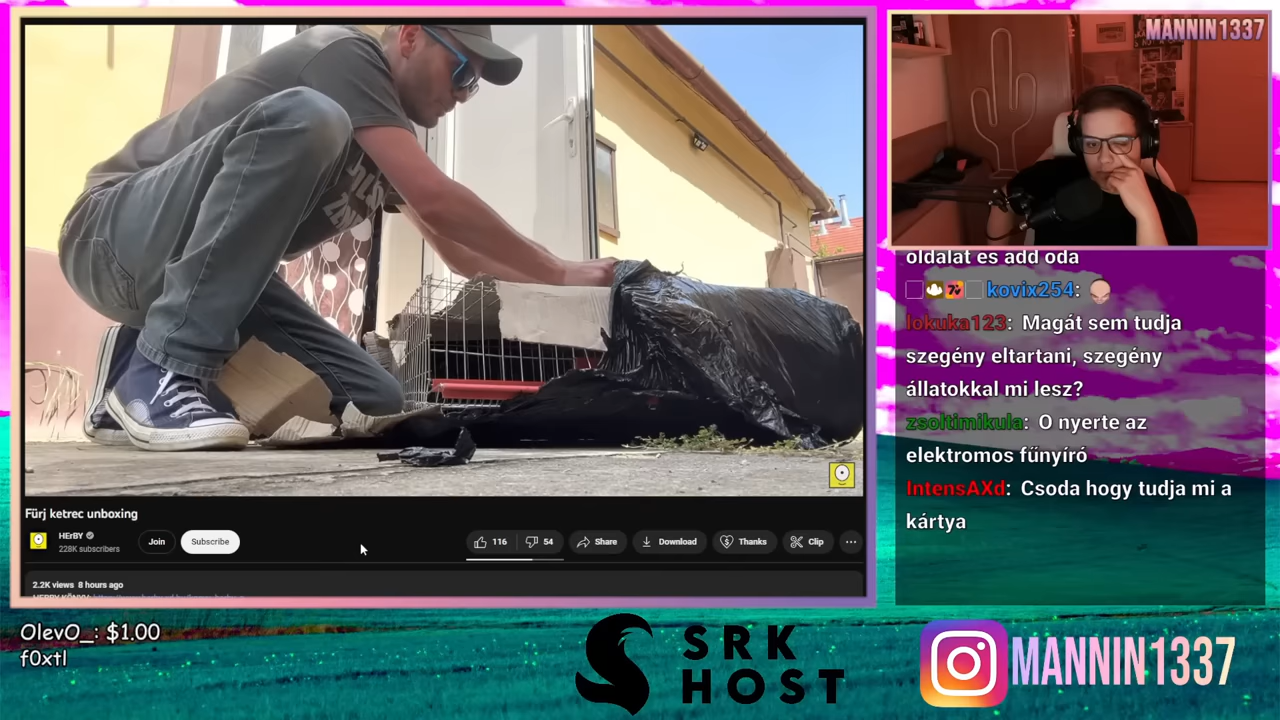 MANNIN1337
oldalát és add oda
kovix254:
lokuka123: Magát sem tudja
szegény eltartani, szegény
állatokkal mi lesz?
zsoltimikula: O nyerte az
elektromos fűnyíró
IntensAXd: Csoda hogy tudja mi a
kártya
Fürj ketrec unboxing
HErBY
228K subscribers
Join
Subscribe
116
54
Share
Download
Thanks
Clip
2.2K views 8 hours ago
OlevO_: $1.00
f0xtl
SRK
HOST
MANNIN1337